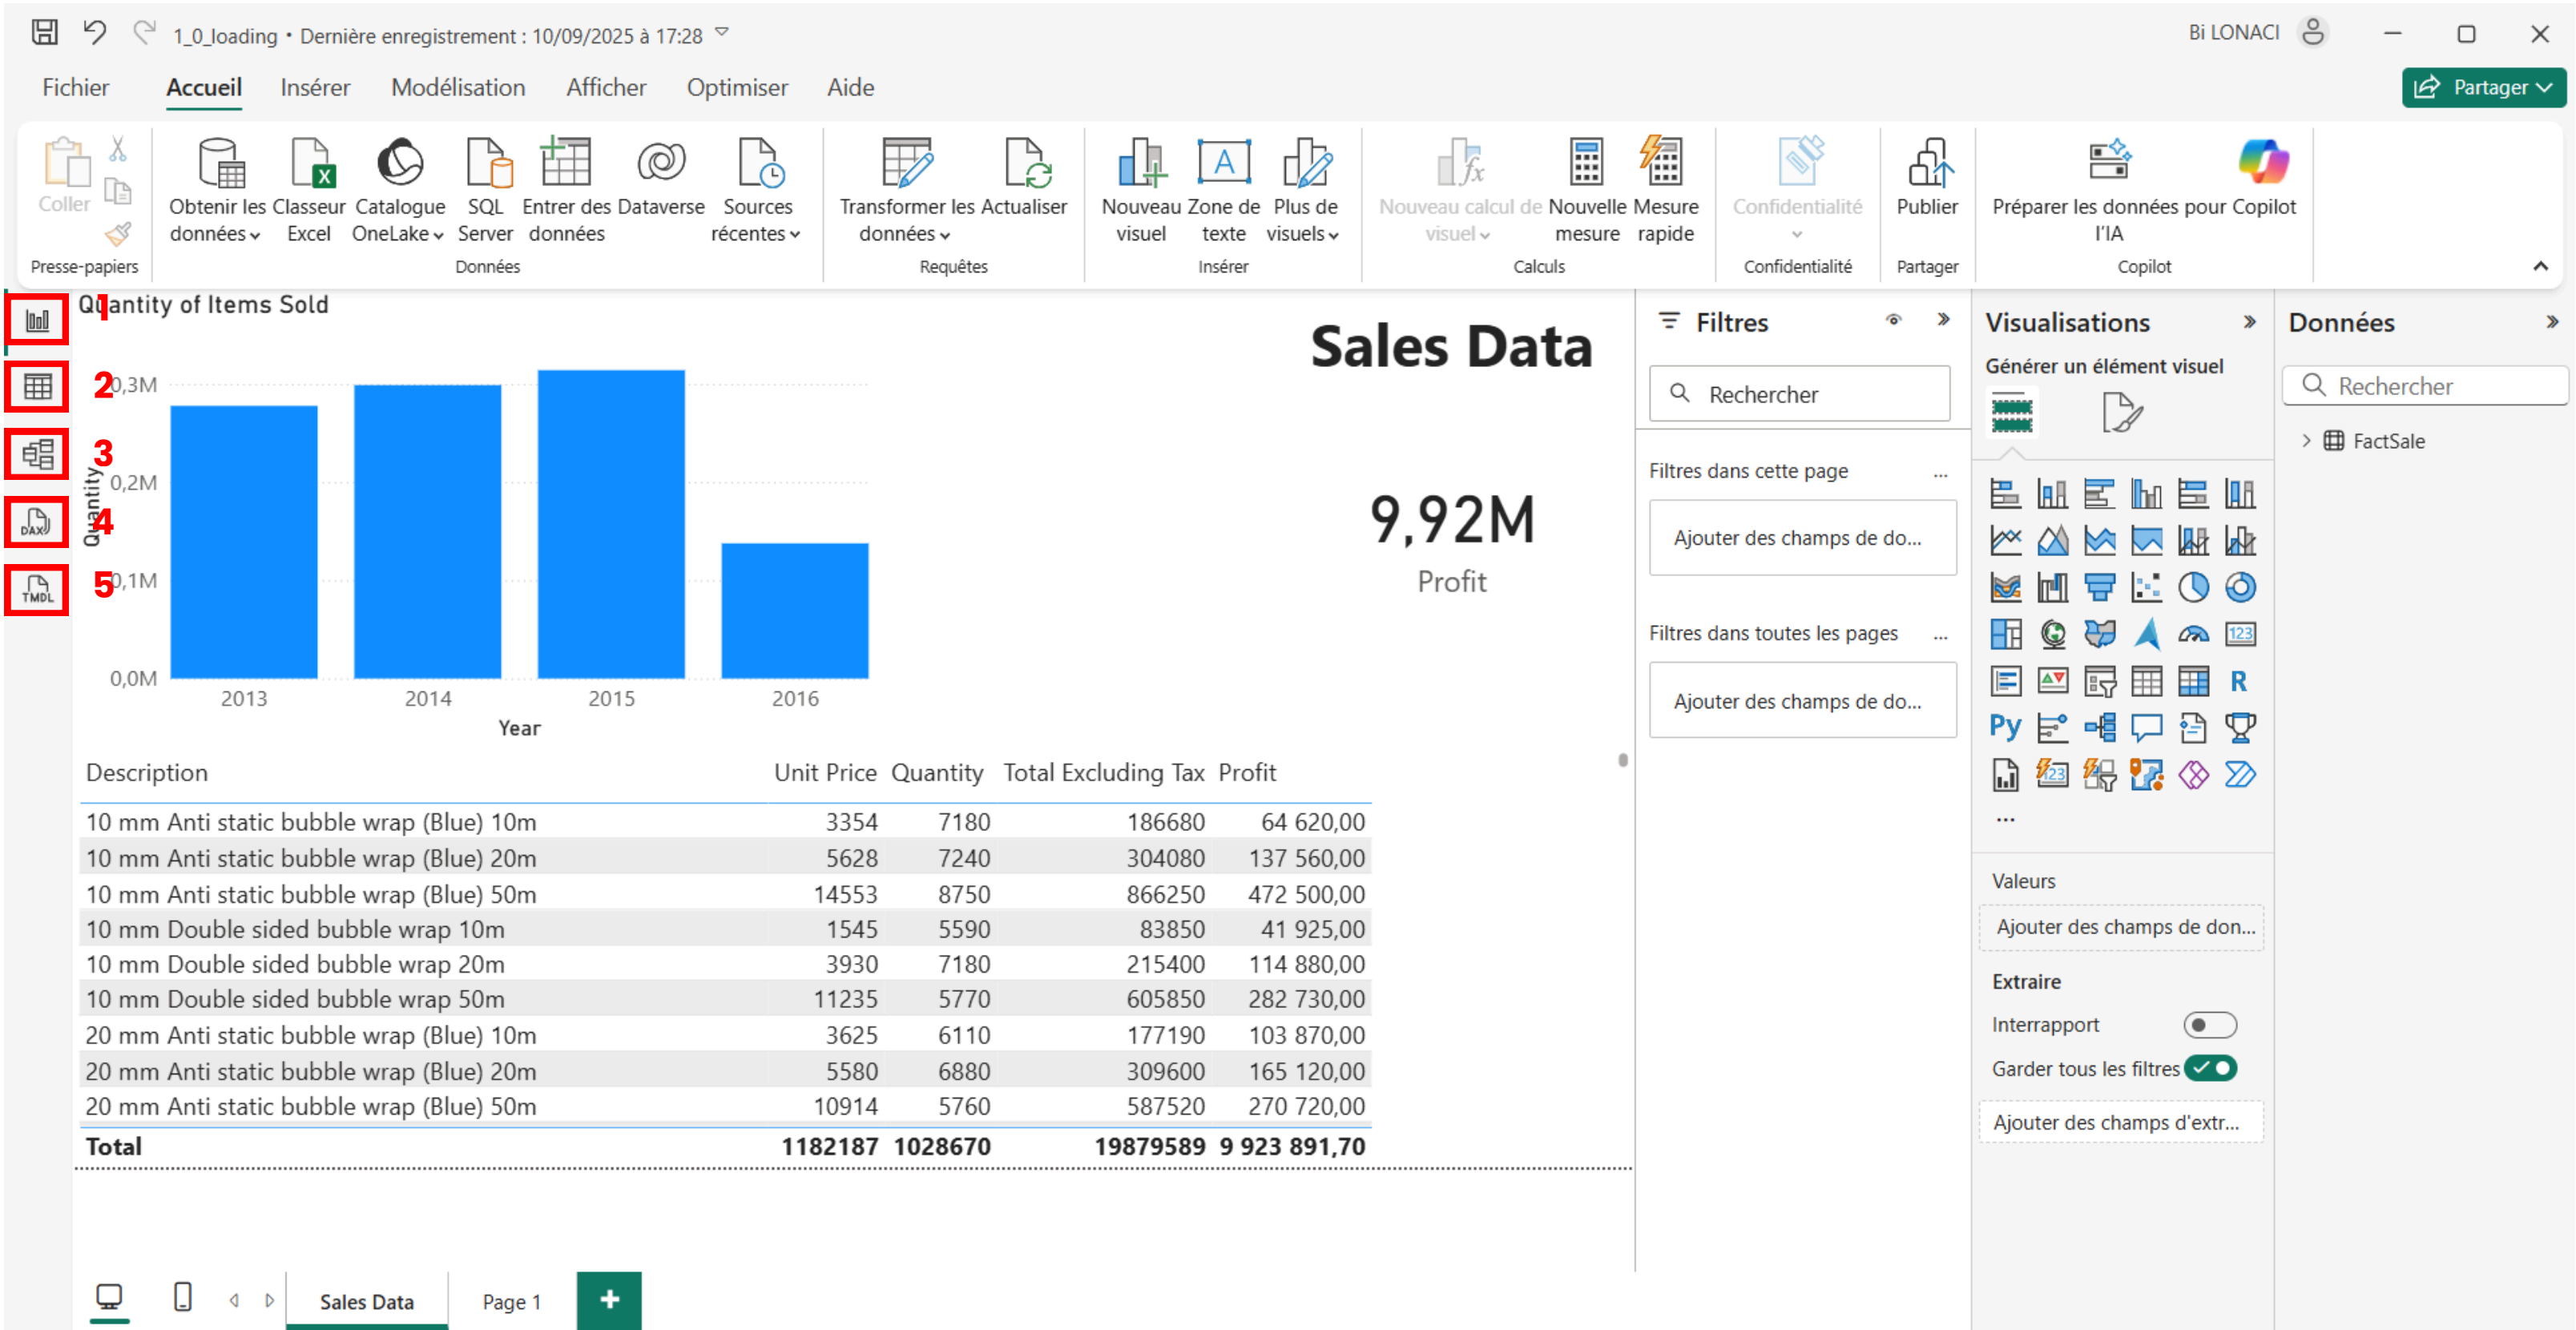 1_0_loading • Dernière enregistrement : 10/09/2025 à 17:28
Bi LONACI
Fichier Accueil Insérer Modélisation Afficher Optimiser Aide
Partager
Coller
Presse-papiers
Obtenir les données
Classeur Excel
Catalogue OneLake
SQL Server
Entrer des données
Dataverse
Sources récentes
Données
Transformer les données
Actualiser
Requêtes
Nouveau visuel
A
Zone de texte
Plus de visuels
Insérer
fx
Nouveau calcul de visuel
Nouvelle mesure
Mesure rapide
Calculs
Confidentialité
Confidentialité
Publier
Partager
Préparer les données pour l'IA
Copilot
Copilot
1
2
3
DAX
4
TMDL
5
Quantity of Items Sold
0,3M
0,2M
0,1M
0,0M
Quantity
2013 2014 2015 2016
Year
Sales Data
9,92M
Profit
Description Unit Price Quantity Total Excluding Tax Profit
10 mm Anti static bubble wrap (Blue) 10m 3354 7180 186680 64 620,00
10 mm Anti static bubble wrap (Blue) 20m 5628 7240 304080 137 560,00
10 mm Anti static bubble wrap (Blue) 50m 14553 8750 866250 472 500,00
10 mm Double sided bubble wrap 10m 1545 5590 83850 41 925,00
10 mm Double sided bubble wrap 20m 3930 7180 215400 114 880,00
10 mm Double sided bubble wrap 50m 11235 5770 605850 282 730,00
20 mm Anti static bubble wrap (Blue) 10m 3625 6110 177190 103 870,00
20 mm Anti static bubble wrap (Blue) 20m 5580 6880 309600 165 120,00
20 mm Anti static bubble wrap (Blue) 50m 10914 5760 587520 270 720,00
Total 1182187 1028670 19879589 9 923 891,70
Filtres
Rechercher
Filtres dans cette page ...
Ajouter des champs de do...
Filtres dans toutes les pages ...
Ajouter des champs de do...
Visualisations
Générer un élément visuel
123
R
Py
123
...
Valeurs
Ajouter des champs de don...
Extraire
Interrapport
Garder tous les filtres
Ajouter des champs d'extr...
Données
Rechercher
FactSale
Sales Data Page 1 +